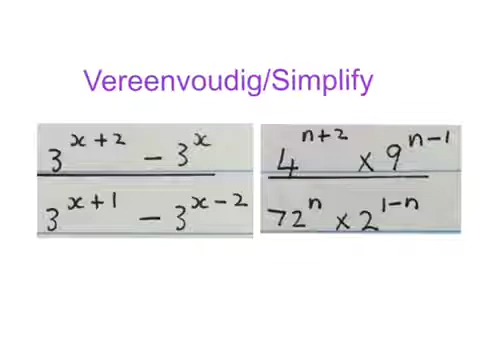 Vereenvoudig/Simplify
3^{x+2} - 3^{x}
3^{x+1} - 3^{x-2}
4^{n+2} × 9^{n-1}
72^{n} × 2^{1-n}